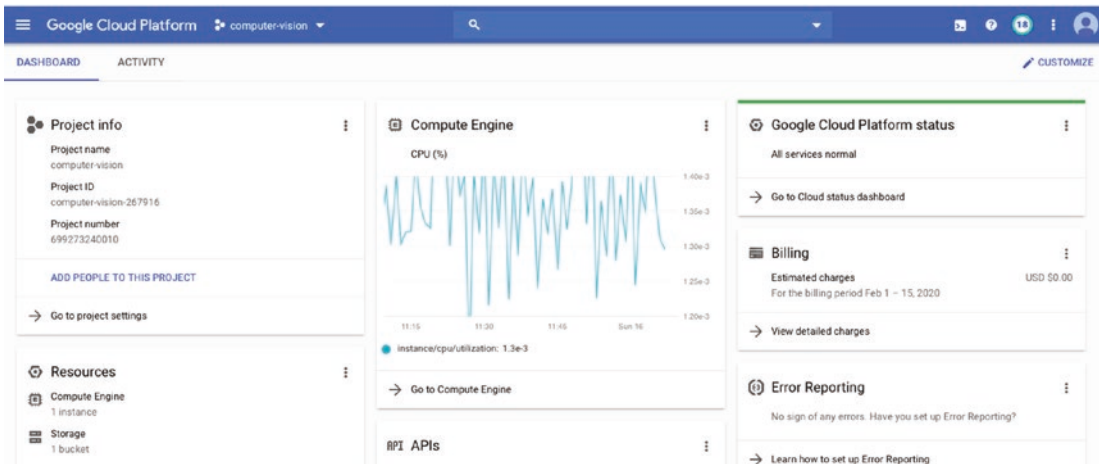 Google Cloud Platform computer-vision 18
DASHBOARD ACTIVITY CUSTOMIZE
Project info
Project name
computer-vision
Project ID
computer-vision-267916
Project number
699273240010
ADD PEOPLE TO THIS PROJECT
Go to project settings
Resources
Compute Engine
1 instance
Storage
1 bucket
Compute Engine
CPU (%)
1.40e-3
1.35e-3
1.30e-3
1.25e-3
1.20e-3
11:15 11:30 11:45 Sun 16
instance/cpu/utilization: 1.3e-3
Go to Compute Engine
API APIs
Google Cloud Platform status
All services normal
Go to Cloud status dashboard
Billing
Estimated charges USD $0.00
For the billing period Feb 1 – 15, 2020
View detailed charges
Error Reporting
No sign of any errors. Have you set up Error Reporting?
Learn how to set up Error Reporting